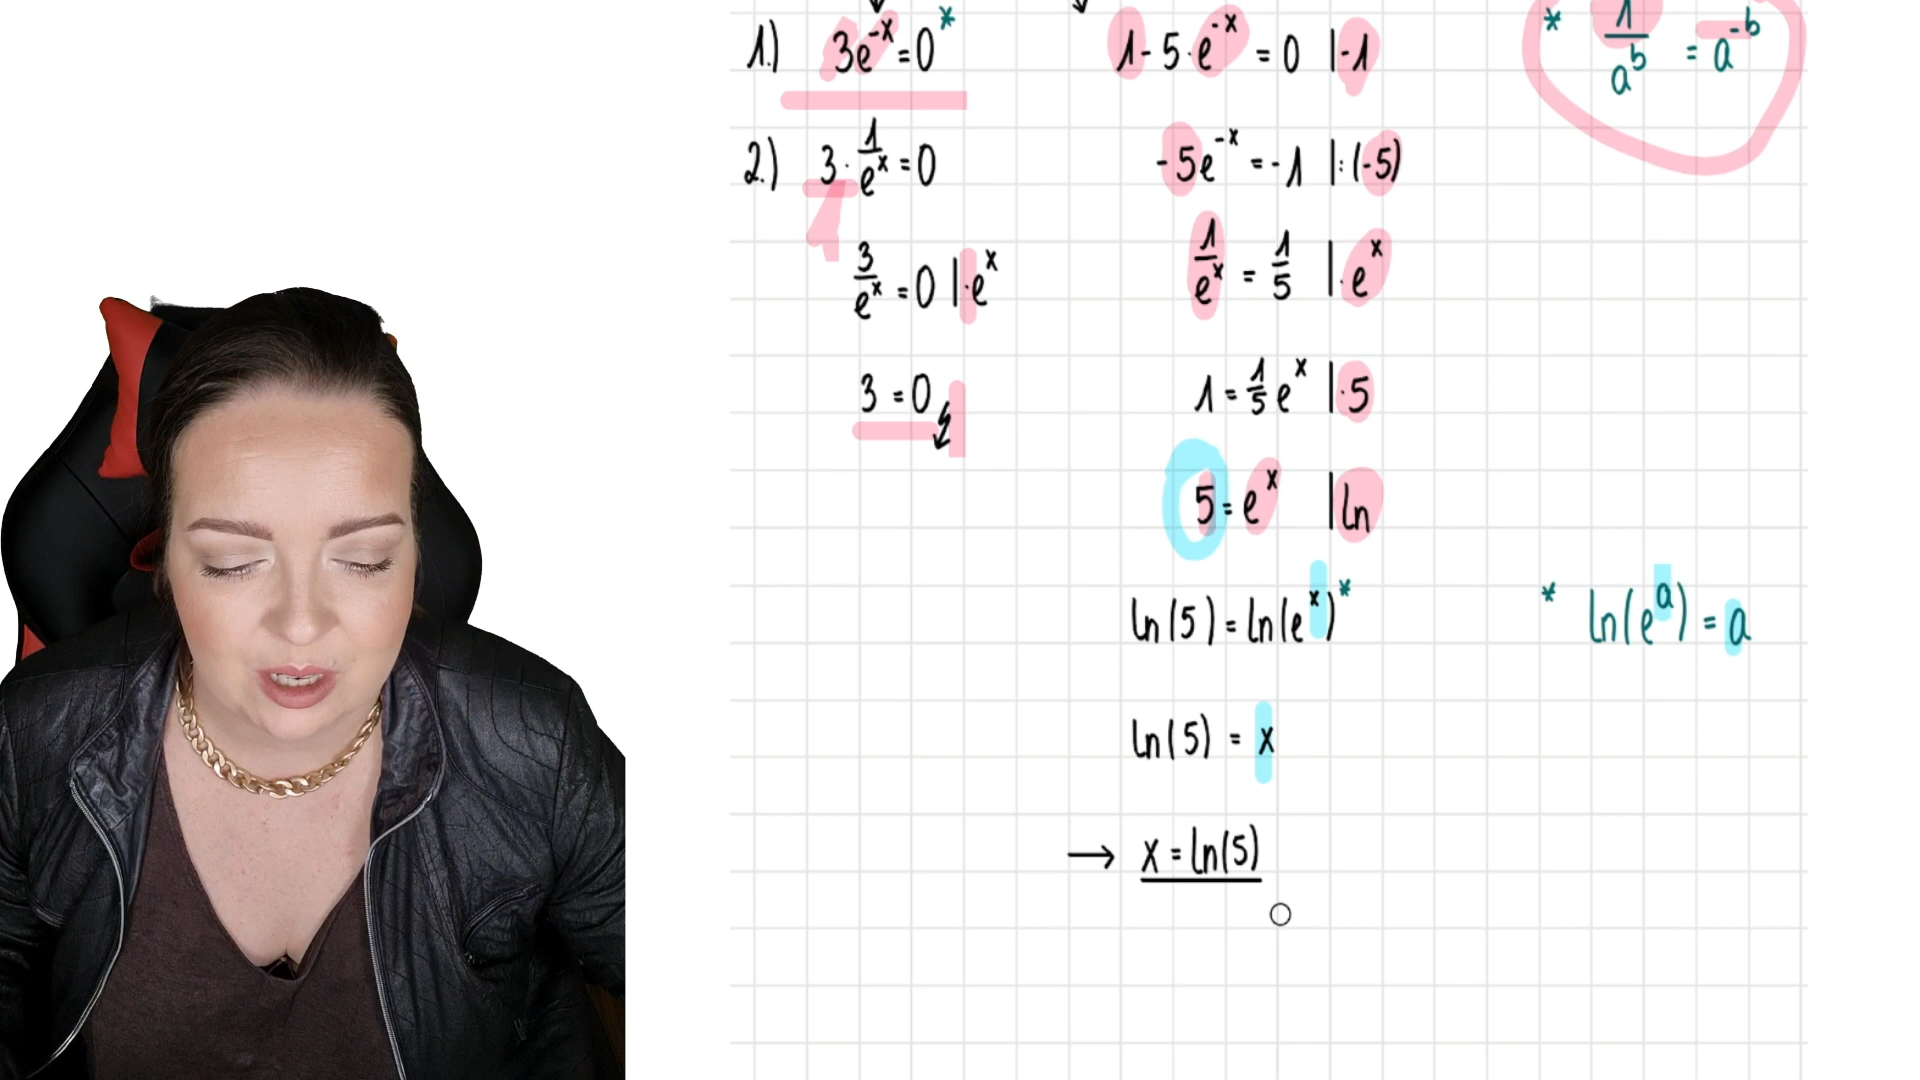 1.) 3e^-x = 0*
2.) 3 · 1/e^x = 0
3/e^x = 0 | · e^x
3 = 0
1 - 5 · e^-x = 0 | -1
-5e^-x = -1 | : (-5)
1/e^x = 1/5 | · e^x
1 = 1/5 e^x | · 5
5 = e^x | ln
ln(5) = ln(e^x)*
ln(5) = x
→ x = ln(5)
* 1/a^b = a^-b
* ln(e^a) = a